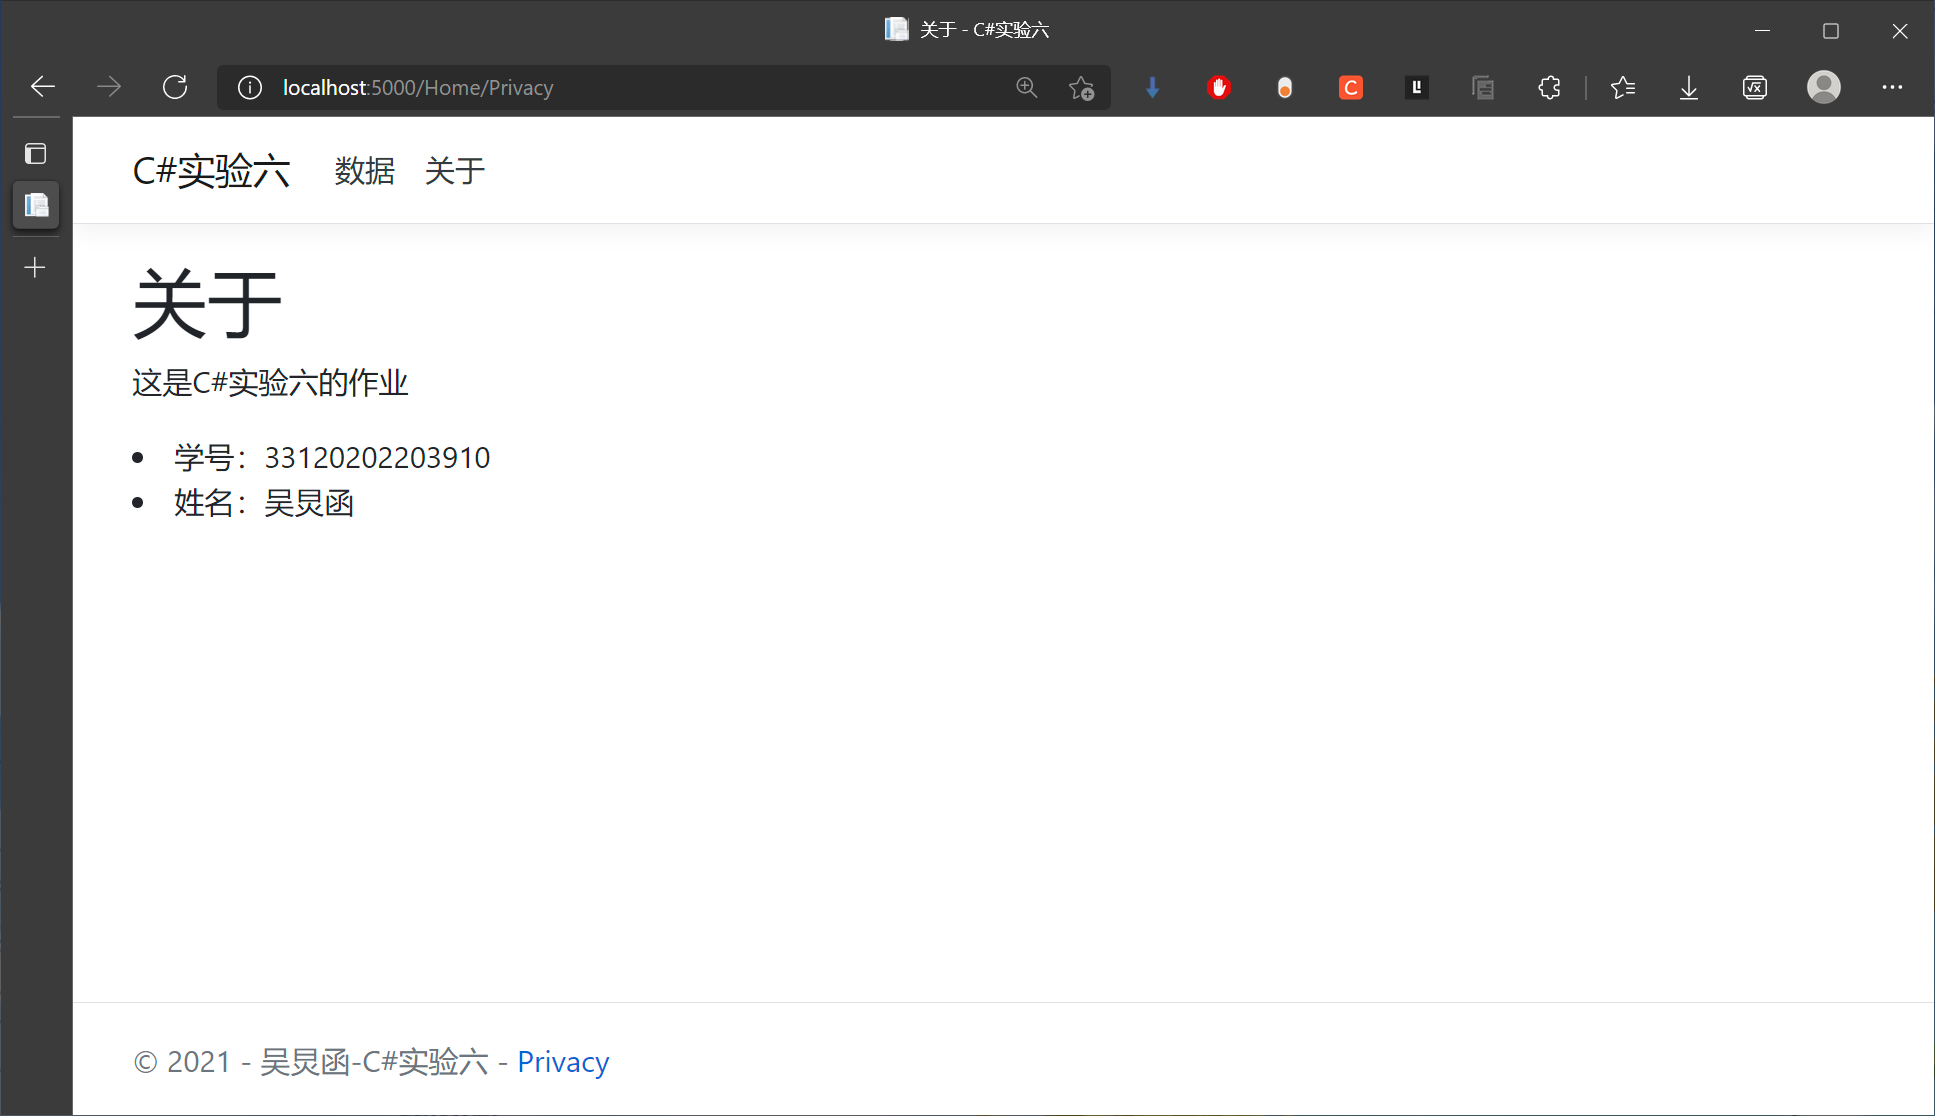 关于 - C#实验六
localhost:5000/Home/Privacy
C#实验六 数据 关于
关于
这是C#实验六的作业
学号：33120202203910
姓名：吴炅函
© 2021 - 吴炅函-C#实验六 - Privacy